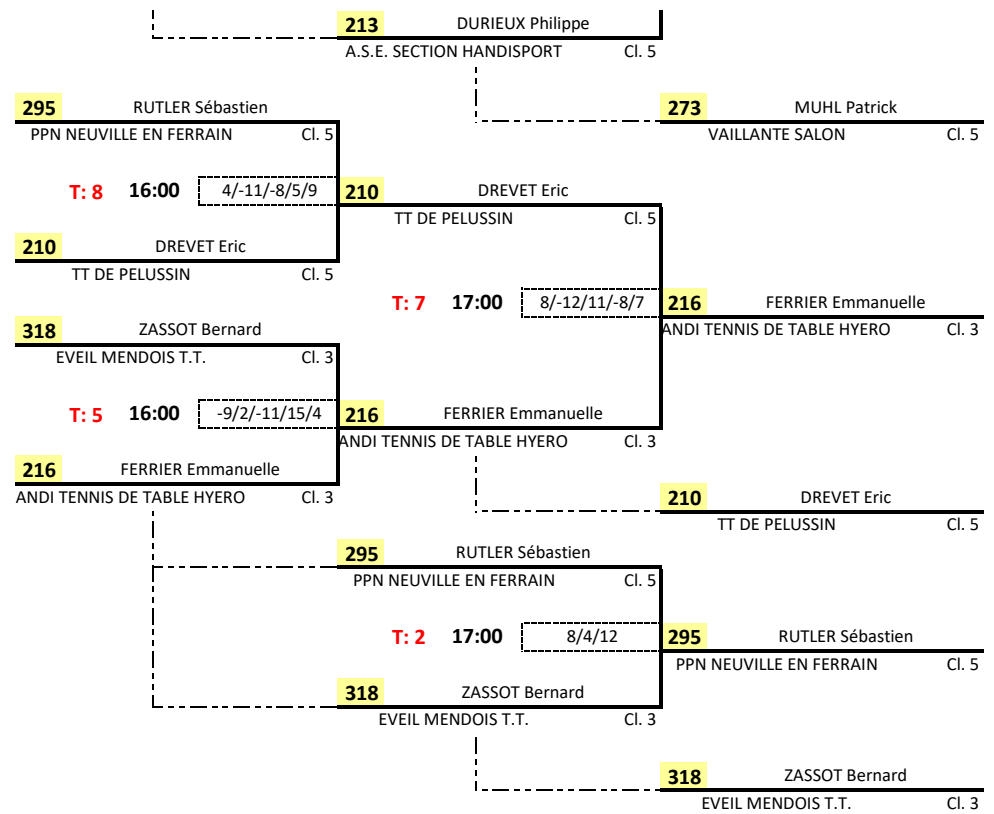 213 DURIEUX Philippe
A.S.E. SECTION HANDISPORT Cl. 5
295 RUTLER Sébastien 273 MUHL Patrick
PPN NEUVILLE EN FERRAIN Cl. 5 VAILLANTE SALON Cl. 5
T: 8 16:00 4/-11/-8/5/9 210 DREVET Eric
TT DE PELUSSIN Cl. 5
210 DREVET Eric
TT DE PELUSSIN Cl. 5
T: 7 17:00 8/-12/11/-8/7 216 FERRIER Emmanuelle
318 ZASSOT Bernard ANDI TENNIS DE TABLE HYERO Cl. 3
EVEIL MENDOIS T.T. Cl. 3
T: 5 16:00 -9/2/-11/15/4 216 FERRIER Emmanuelle
ANDI TENNIS DE TABLE HYERO Cl. 3
216 FERRIER Emmanuelle
ANDI TENNIS DE TABLE HYERO Cl. 3
210 DREVET Eric
TT DE PELUSSIN Cl. 5
295 RUTLER Sébastien
PPN NEUVILLE EN FERRAIN Cl. 5
T: 2 17:00 8/4/12 295 RUTLER Sébastien
PPN NEUVILLE EN FERRAIN Cl. 5
318 ZASSOT Bernard
EVEIL MENDOIS T.T. Cl. 3
318 ZASSOT Bernard
EVEIL MENDOIS T.T. Cl. 3